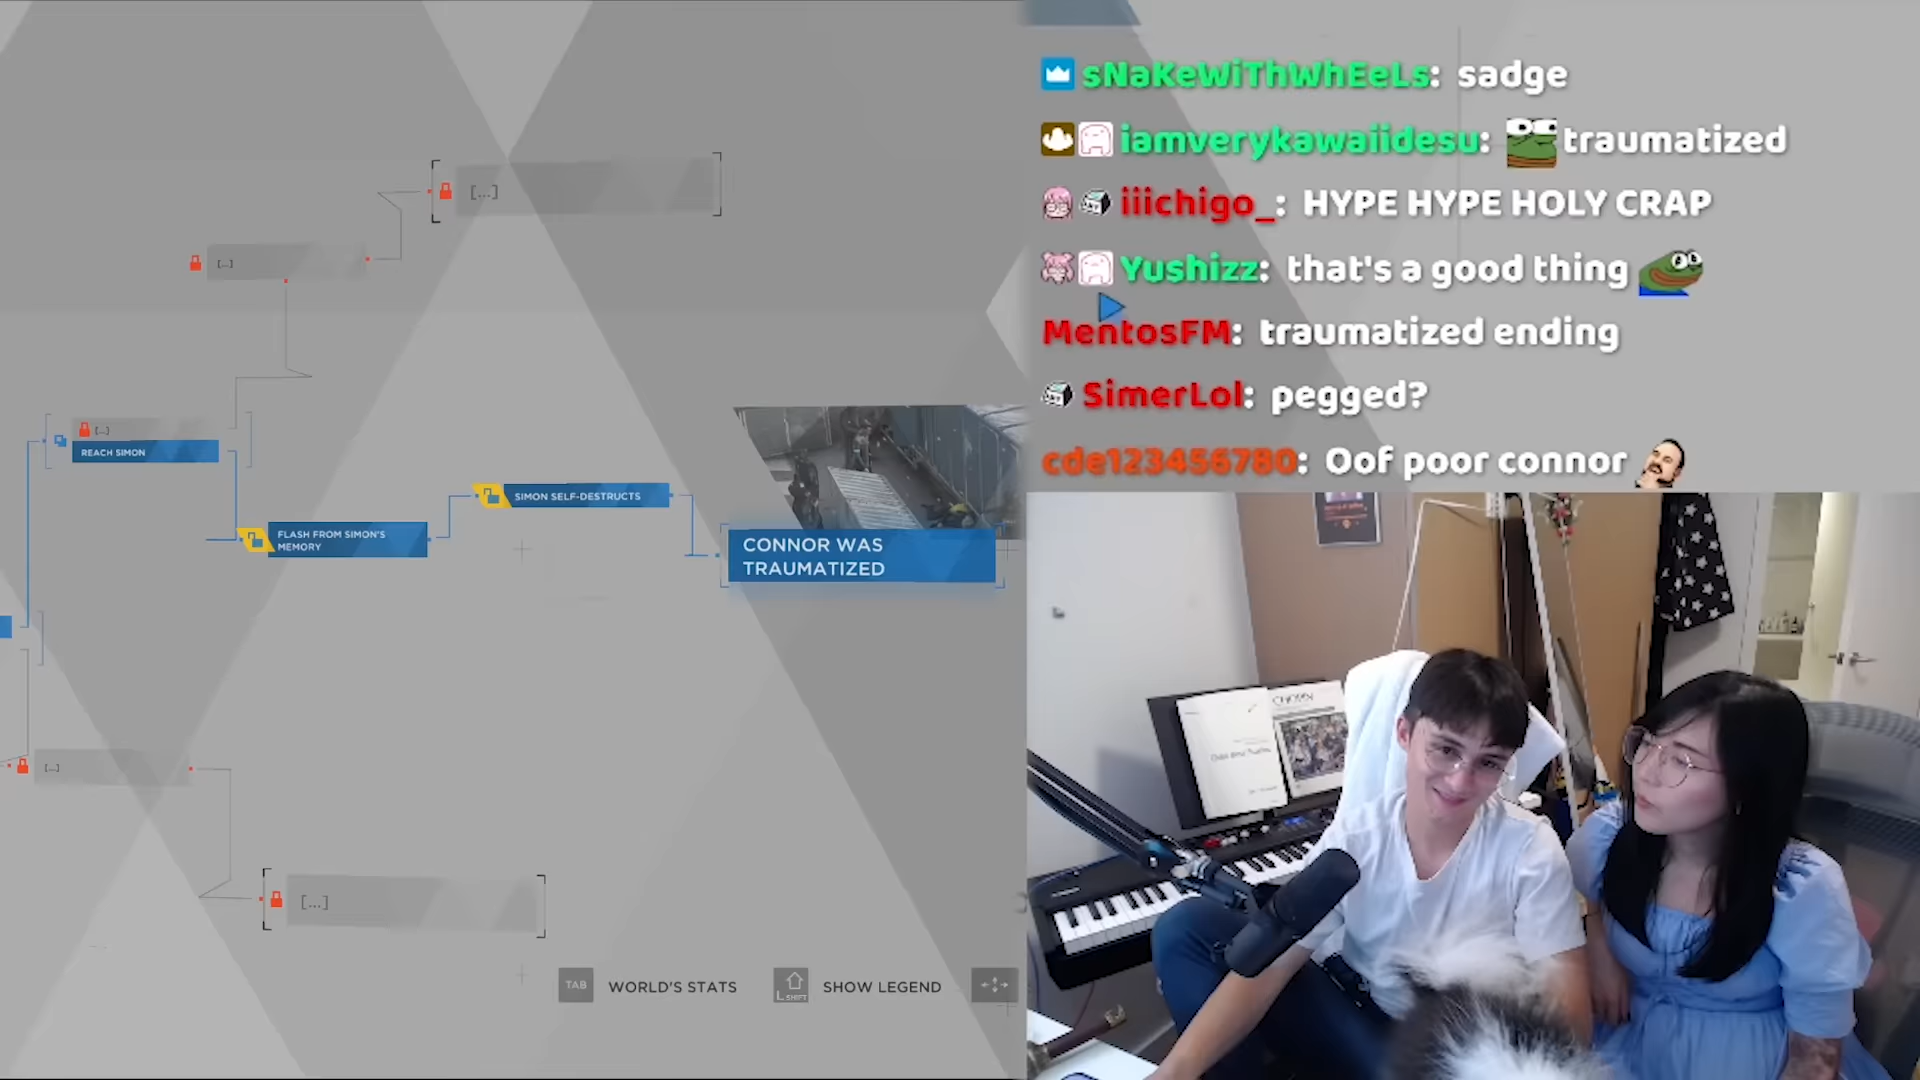 [...]
[...]
[...]
REACH SIMON
SIMON SELF-DESTRUCTS
FLASH FROM SIMON'S
MEMORY
CONNOR WAS
TRAUMATIZED
[...]
[...]
TAB WORLD'S STATS
L SHIFT SHOW LEGEND
sNaKeWiThWhEeLs: sadge
iamverykawaiidesu: traumatized
iiichigo_: HYPE HYPE HOLY CRAP
Yushizz: that's a good thing
MentosFM: traumatized ending
SimerLol: pegged?
cde123456780: Oof poor connor
CHOPIN